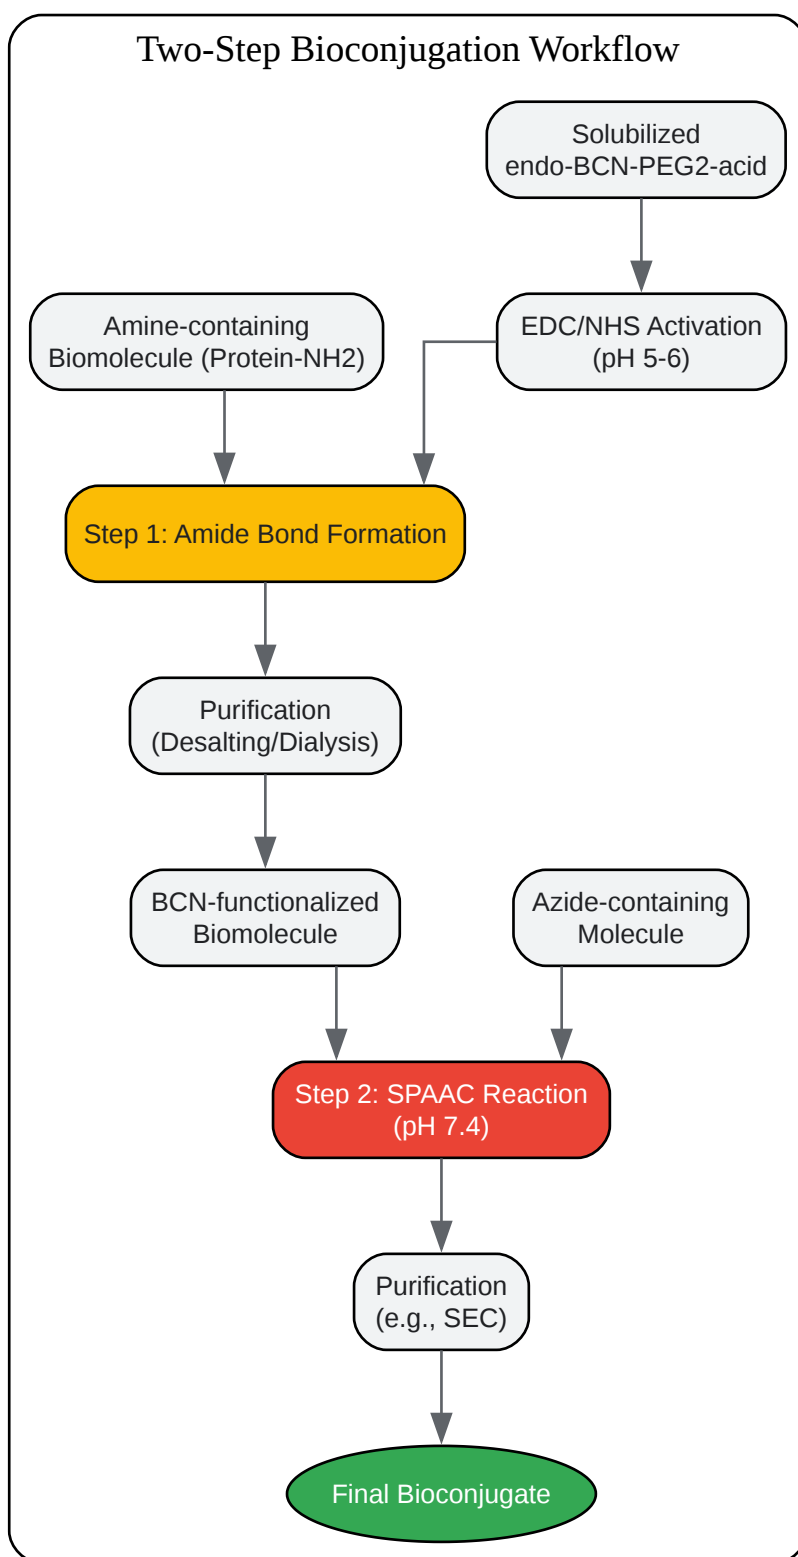 Two-Step Bioconjugation Workflow
Solubilized
endo-BCN-PEG2-acid
Amine-containing
Biomolecule (Protein-NH2)
EDC/NHS Activation
(pH 5-6)
Step 1: Amide Bond Formation
Purification
(Desalting/Dialysis)
BCN-functionalized
Biomolecule
Azide-containing
Molecule
Step 2: SPAAC Reaction
(pH 7.4)
Purification
(e.g., SEC)
Final Bioconjugate